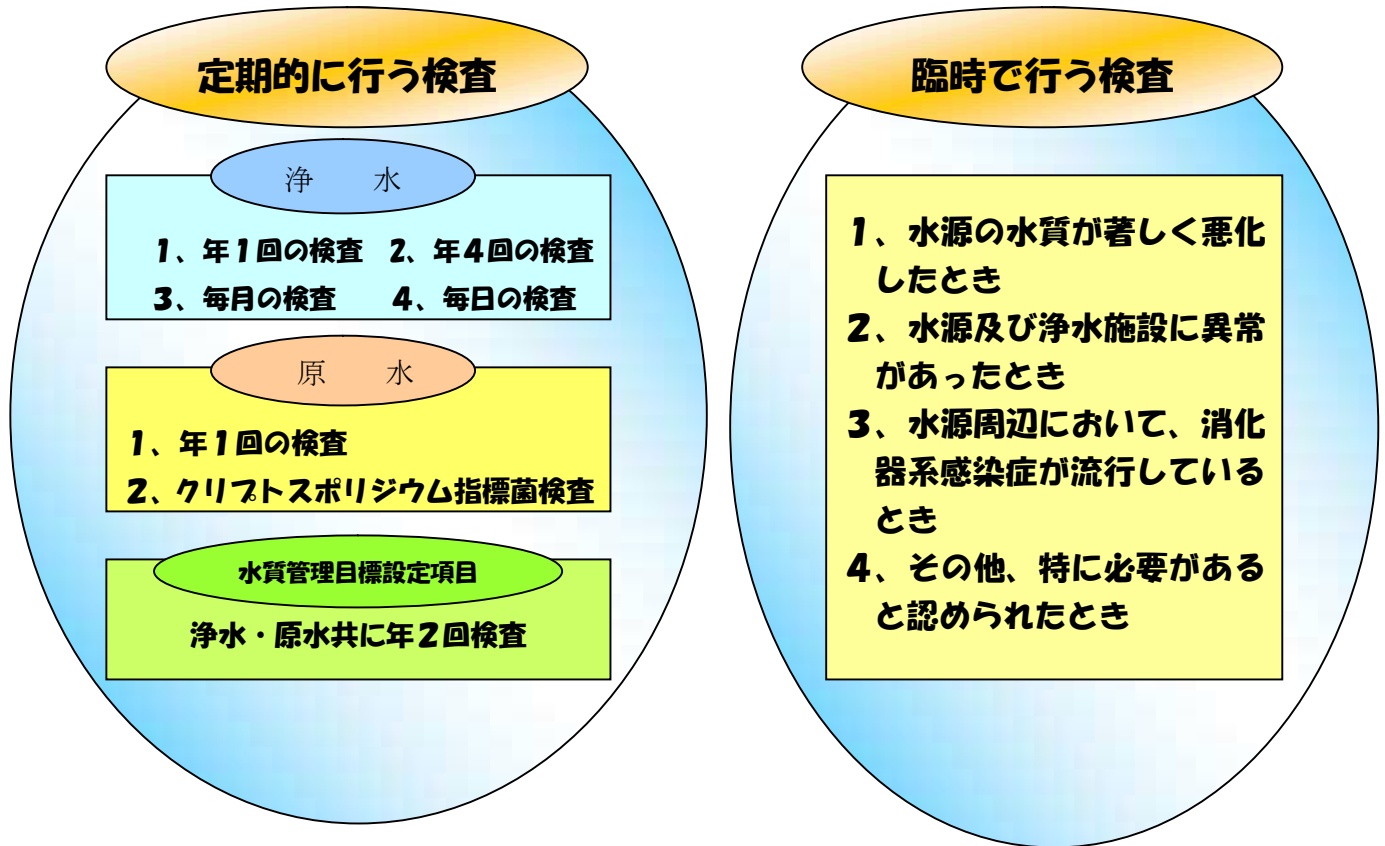 定期的に行う検査
浄　水
1、年1回の検査　2、年4回の検査
3、毎月の検査　4、毎日の検査
原　水
1、年1回の検査
2、クリプトスポリジウム指標菌検査
水質管理目標設定項目
浄水・原水共に年2回検査
臨時で行う検査
1、水源の水質が著しく悪化
したとき
2、水源及び浄水施設に異常
があったとき
3、水源周辺において、消化
器系感染症が流行している
とき
4、その他、特に必要がある
と認められたとき